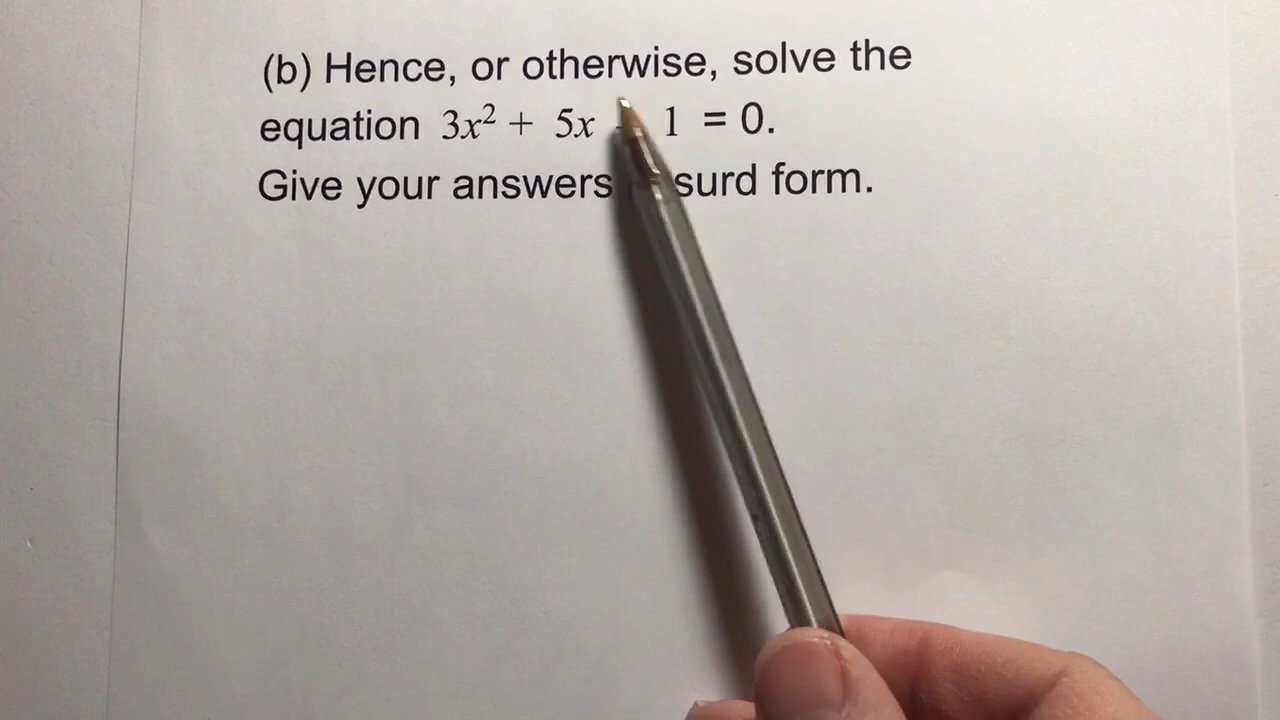 (b) Hence, or otherwise, solve the
equation 3x² + 5x 1 = 0.
Give your answers surd form.